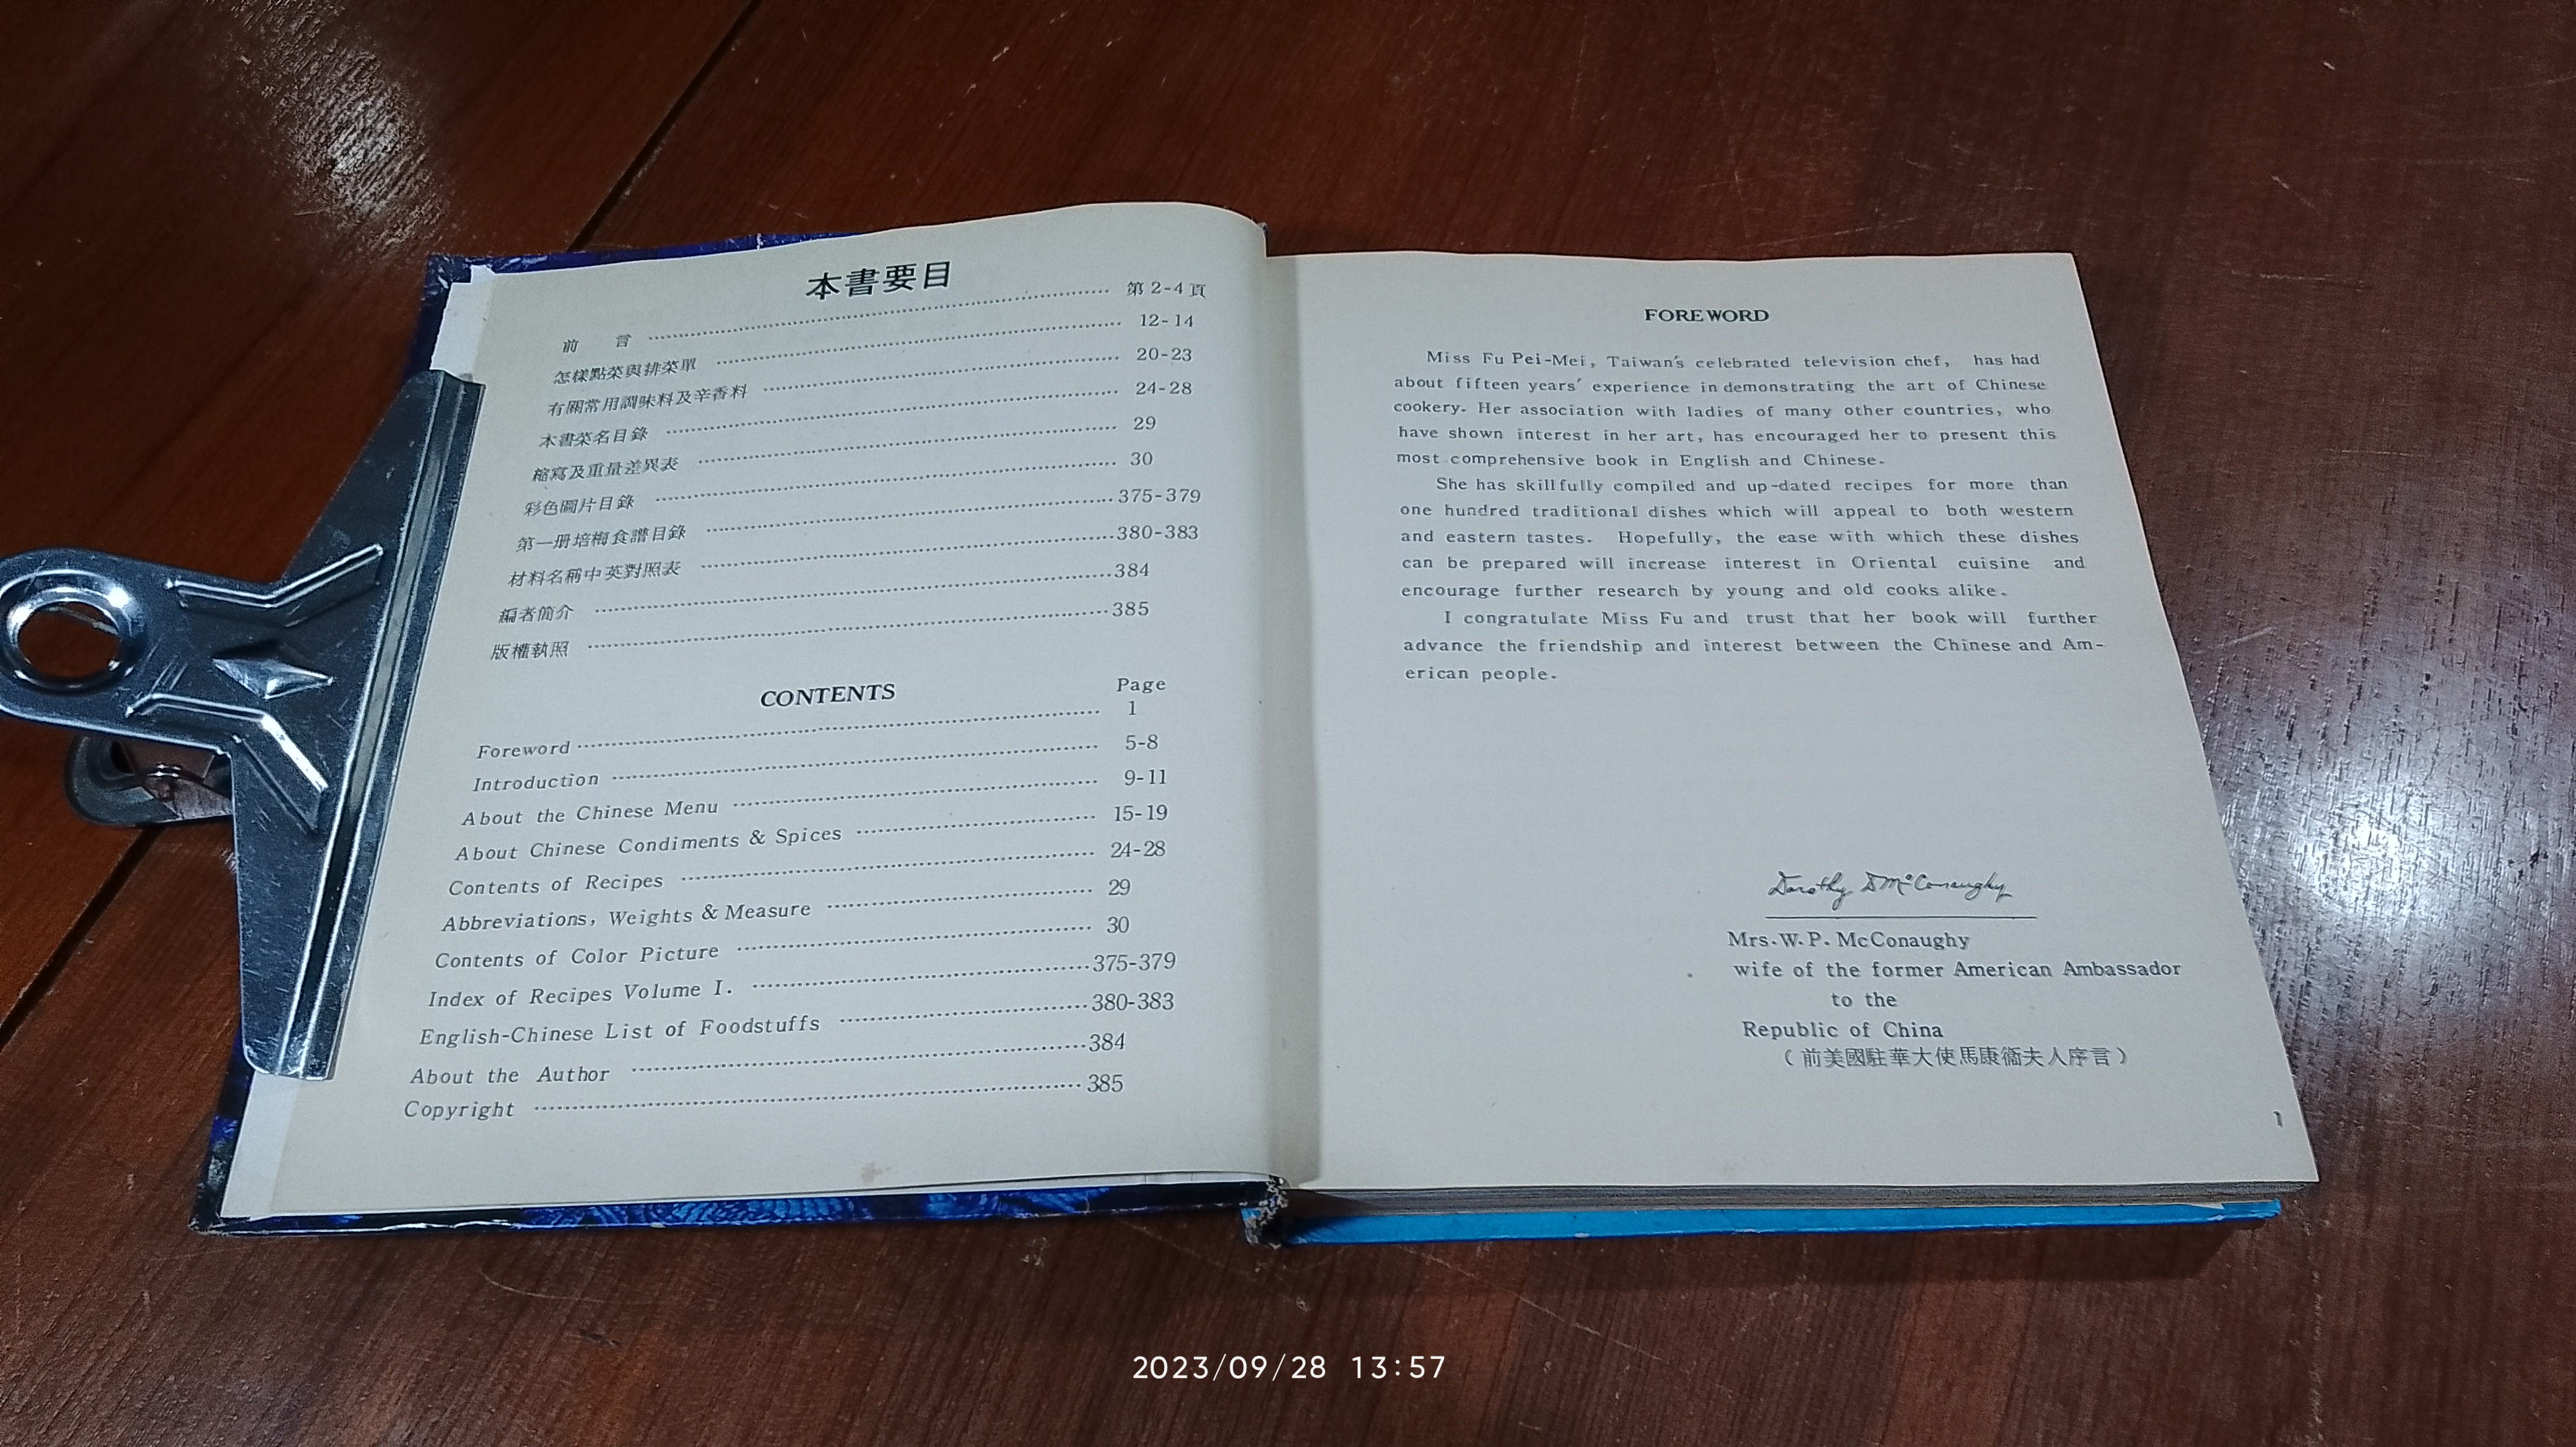 本書要目
前 言 ………… 第2-4頁
怎樣點菜與排菜單 ………… 12-14
有關常用調味料及辛香料 ………… 20-23
本書菜名目錄 ………… 24-28
縮寫及重量差異表 ………… 29
彩色圖片目錄 ………… 30
第一册培梅食譜目錄 ………… 375-379
材料名稱中英對照表 ………… 380-383
編者簡介 ………… 384
版權執照 ………… 385
CONTENTS Page
Foreword ………… 1
Introduction ………… 5-8
About the Chinese Menu ………… 9-11
About Chinese Condiments & Spices ………… 15-19
Contents of Recipes ………… 24-28
Abbreviations, Weights & Measure ………… 29
Contents of Color Picture ………… 30
Index of Recipes Volume I. ………… 375-379
English-Chinese List of Foodstuffs ………… 380-383
About the Author ………… 384
Copyright ………… 385
FOREWORD
Miss Fu Pei-Mei, Taiwan's celebrated television chef, has had
about fifteen years' experience in demonstrating the art of Chinese
cookery. Her association with ladies of many other countries, who
have shown interest in her art, has encouraged her to present this
most comprehensive book in English and Chinese.
She has skillfully compiled and up-dated recipes for more than
one hundred traditional dishes which will appeal to both western
and eastern tastes. Hopefully, the ease with which these dishes
can be prepared will increase interest in Oriental cuisine and
encourage further research by young and old cooks alike.
I congratulate Miss Fu and trust that her book will further
advance the friendship and interest between the Chinese and Am-
erican people.
Dorothy D McConaughy
Mrs. W. P. McConaughy
wife of the former American Ambassador
to the
Republic of China
（前美國駐華大使馬康衞夫人序言）
1
2023/09/28 13:57